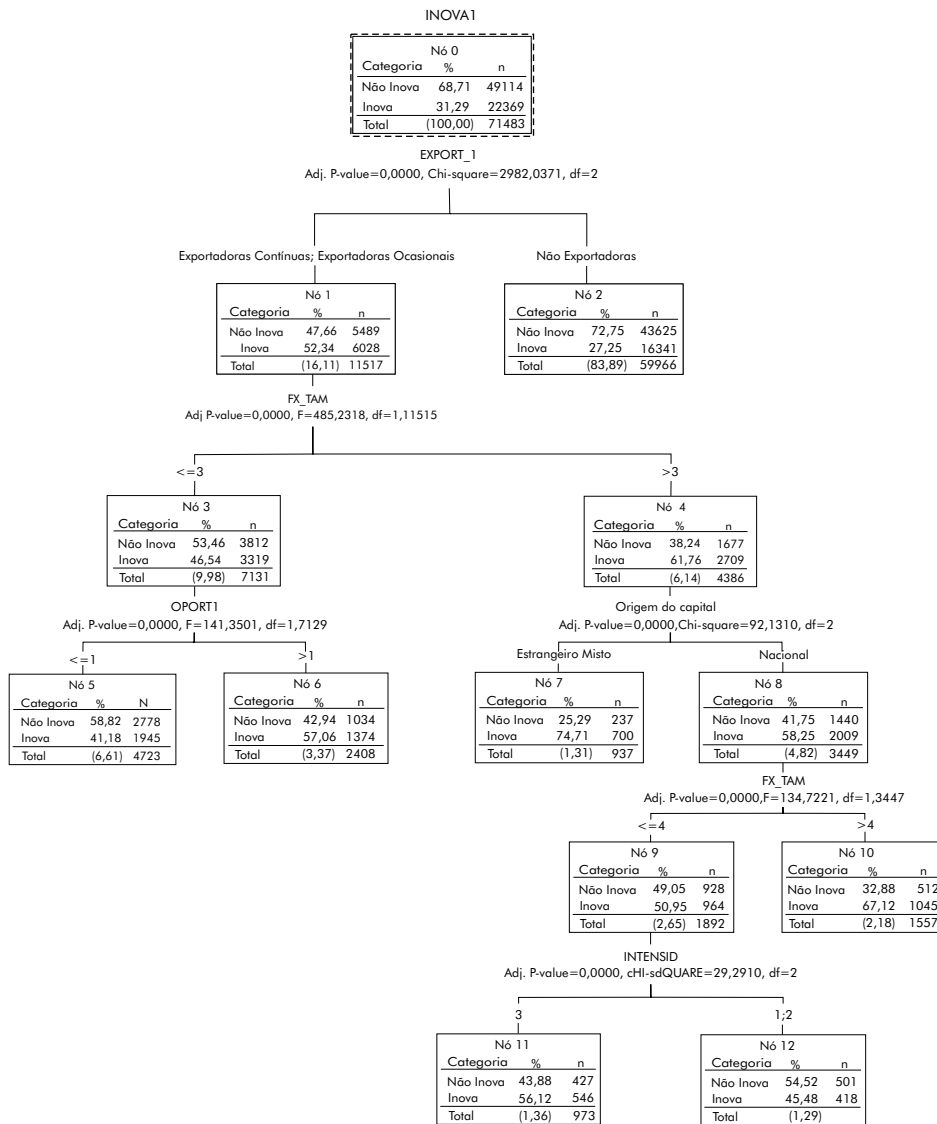 INOVA1
Nó 0
Categoria % n
Não Inova 68,71 49114
Inova 31,29 22369
Total (100,00) 71483
EXPORT_1
Adj. P-value=0,0000, Chi-square=2982,0371, df=2
Exportadoras Contínuas; Exportadoras Ocasionais
Não Exportadoras
Nó 1
Categoria % n
Não Inova 47,66 5489
Inova 52,34 6028
Total (16,11) 11517
Nó 2
Categoria % n
Não Inova 72,75 43625
Inova 27,25 16341
Total (83,89) 59966
FX_TAM
Adj P-value=0,0000, F=485,2318, df=1,11515
<=3
>3
Nó 3
Categoria % n
Não Inova 53,46 3812
Inova 46,54 3319
Total (9,98) 7131
Nó 4
Categoria % n
Não Inova 38,24 1677
Inova 61,76 2709
Total (6,14) 4386
OPORT1
Adj. P-value=0,0000, F=141,3501, df=1,7129
Origem do capital
Adj. P-value=0,0000,Chi-square=92,1310, df=2
<=1
>1
Estrangeiro Misto
Nacional
Nó 5
Categoria % N
Não Inova 58,82 2778
Inova 41,18 1945
Total (6,61) 4723
Nó 6
Categoria % n
Não Inova 42,94 1034
Inova 57,06 1374
Total (3,37) 2408
Nó 7
Categoria % n
Não Inova 25,29 237
Inova 74,71 700
Total (1,31) 937
Nó 8
Categoria % n
Não Inova 41,75 1440
Inova 58,25 2009
Total (4,82) 3449
FX_TAM
Adj. P-value=0,0000,F=134,7221, df=1,3447
<=4
>4
Nó 9
Categoria % n
Não Inova 49,05 928
Inova 50,95 964
Total (2,65) 1892
Nó 10
Categoria % n
Não Inova 32,88 512
Inova 67,12 1045
Total (2,18) 1557
INTENSID
Adj. P-value=0,0000, cHI-sdQUARE=29,2910, df=2
3
1;2
Nó 11
Categoria % n
Não Inova 43,88 427
Inova 56,12 546
Total (1,36) 973
Nó 12
Categoria % n
Não Inova 54,52 501
Inova 45,48 418
Total (1,29)